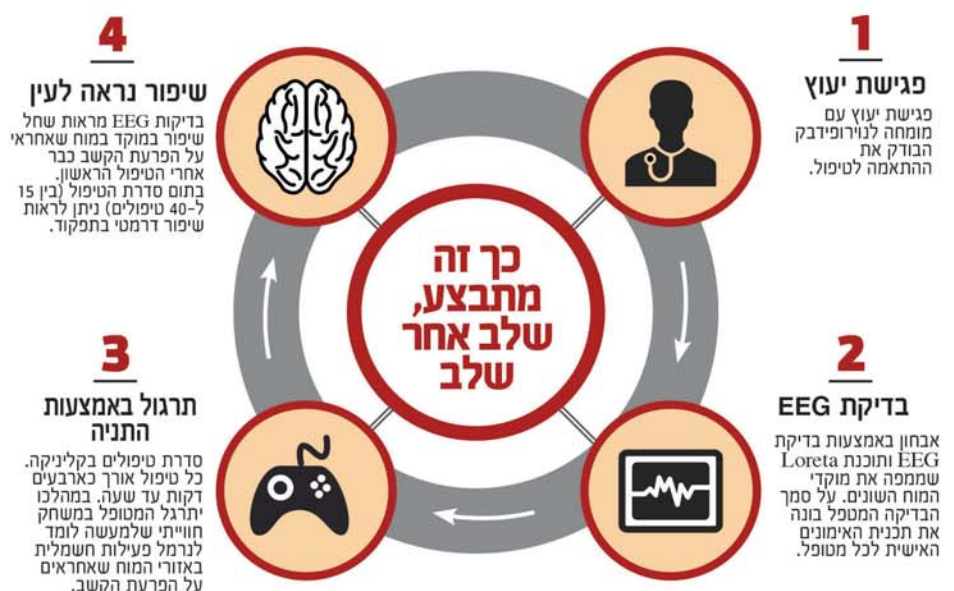 כך זה
מתבצע,
שלב אחר
שלב
1
פגישת יעוץ
פגישת יעוץ עם
מומחה לנוירופידבק
הבודק את
ההתאמה לטיפול.
2
בדיקת EEG
אבחון באמצעות בדיקת
EEG ותוכנת Loreta
שממפה את מוקדי
המוח השונים. על סמך
הבדיקה המטפל בונה
את תכנית האימונים
האישית לכל מטופל.
3
תרגול באמצעות
התניה
סדרת טיפולים בקליניקה.
כל טיפול אורך כארבעים
דקות עד שעה. במהלכו
יתרגל המטופל במשחק
חווייתי שלמעשה לומד
לנרמל פעילות חשמלית
באזורי המוח שאחראים
על הפרעת הקשב.
4
שיפור נראה לעין
בדיקות EEG מראות שחל
שיפור במוקד במוח שאחראי
על הפרעת הקשב כבר
אחרי הטיפול הראשון.
בתום סדרת הטיפול (בין 15
ל-40 טיפולים) ניתן לראות
שיפור דרמטי בתפקוד.